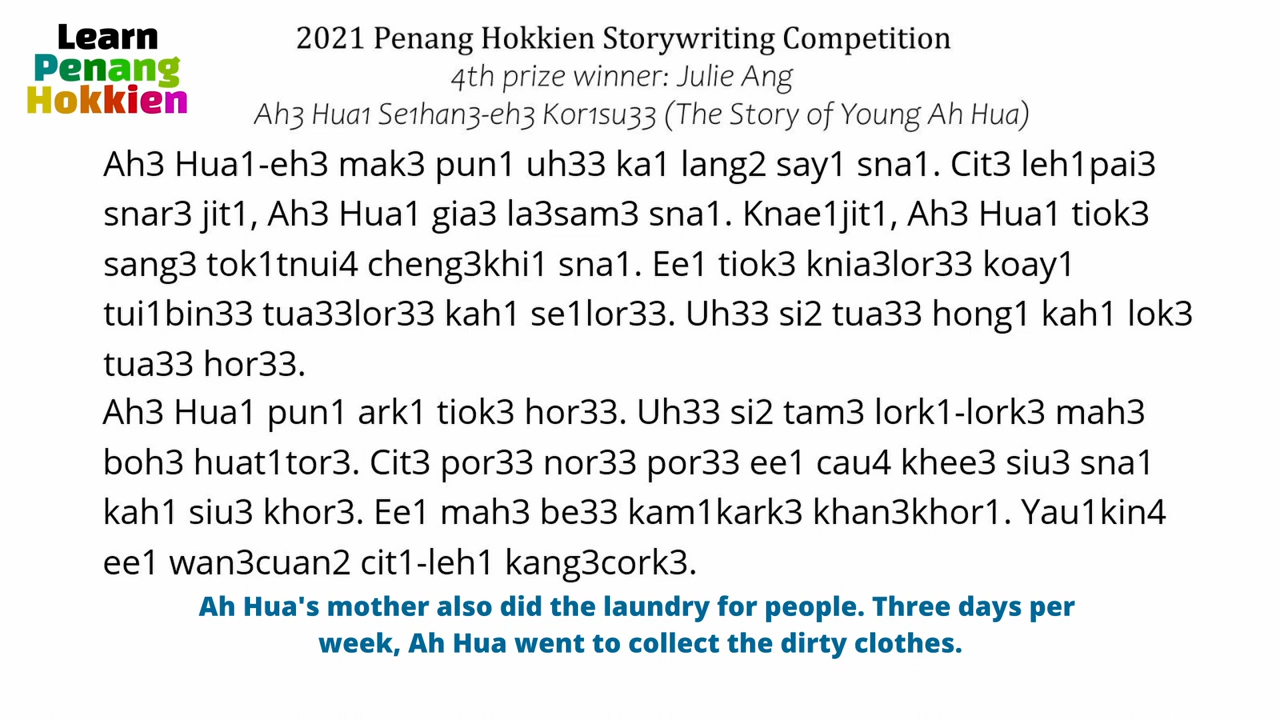 Learn
Penang
Hokkien
2021 Penang Hokkien Storywriting Competition
4th prize winner: Julie Ang
Ah3 Hua1 Se1han3-eh3 Kor1su33 (The Story of Young Ah Hua)
Ah3 Hua1-eh3 mak3 pun1 uh33 ka1 lang2 say1 sna1. Cit3 leh1pai3
snar3 jit1, Ah3 Hua1 gia3 la3sam3 sna1. Knae1jit1, Ah3 Hua1 tiok3
sang3 tok1tnui4 cheng3khi1 sna1. Ee1 tiok3 knia3lor33 koay1
tui1bin33 tua33lor33 kah1 se1lor33. Uh33 si2 tua33 hong1 kah1 lok3
tua33 hor33.
Ah3 Hua1 pun1 ark1 tiok3 hor33. Uh33 si2 tam3 lork1-lork3 mah3
boh3 huat1tor3. Cit3 por33 nor33 por33 ee1 cau4 khee3 siu3 sna1
kah1 siu3 khor3. Ee1 mah3 be33 kam1kark3 khan3khor1. Yau1kin4
ee1 wan3cuan2 cit1-leh1 kang3cork3.
Ah Hua's mother also did the laundry for people. Three days per
week, Ah Hua went to collect the dirty clothes.